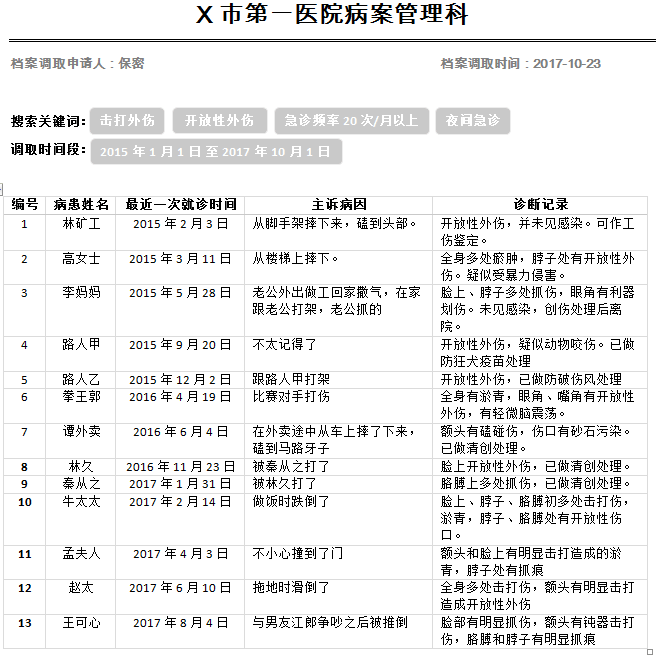 X 市第一医院病案管理科
档案调取申请人：保密 档案调取时间：2017-10-23
搜索关键词： 击打外伤 开放性外伤 急诊频率 20 次/月以上 夜间急诊
调取时间段： 2015 年 1 月 1 日 至 2017 年 10 月 1 日
编号 病患姓名 最近一次就诊时间 主诉病因 诊断记录
1 林矿工 2015 年 2 月 3 日 从脚手架摔下来，磕到头部。 开放性外伤，并未见感染。可作工
伤鉴定。
2 高女士 2015 年 3 月 11 日 从楼梯上摔下。 全身多处瘀肿，脖子处有开放性外
伤。疑似受暴力侵害。
3 李妈妈 2015 年 5 月 28 日 老公外出做工回家撒气，在家 脸上、脖子多处抓伤，眼角有利器
跟老公打架，老公抓的 划伤。未见感染，创伤处理后离
院。
4 路人甲 2015 年 9 月 20 日 不太记得了 开放性外伤，疑似动物咬伤。已做
防狂犬疫苗处理
5 路人乙 2015 年 12 月 2 日 跟路人甲打架 开放性外伤，已做防破伤风处理
6 拳王郭 2016 年 4 月 19 日 比赛对手打伤 全身有淤青，眼角、嘴角有开放性
外伤，有轻微脑震荡。
7 谭外卖 2016 年 6 月 4 日 在外卖途中从车上摔了下来， 额头有磕碰伤，伤口有砂石污染。
磕到马路牙子 已做清创处理。
8 林久 2016 年 11 月 23 日 被秦从之打了 脸上开放性外伤，已做清创处理。
9 秦从之 2017 年 1 月 31 日 被林久打了 胳膊上多处抓伤，已做清创处理。
10 牛太太 2017 年 2 月 14 日 做饭时跌倒了 脸上、脖子、胳膊初多处击打伤，
淤青，脖子、胳膊处有开放性伤
口。
11 孟夫人 2017 年 4 月 3 日 不小心撞到了门 额头和脸上有明显击打造成的淤
青，脖子处有抓痕
12 赵太 2017 年 6 月 10 日 拖地时滑倒了 全身多处击打伤，额头有明显击打
造成开放性外伤
13 王可心 2017 年 8 月 4 日 与男友江郎争吵之后被推倒 脸部有明显抓伤，额头有钝器击打
伤，胳膊和脖子有明显抓痕